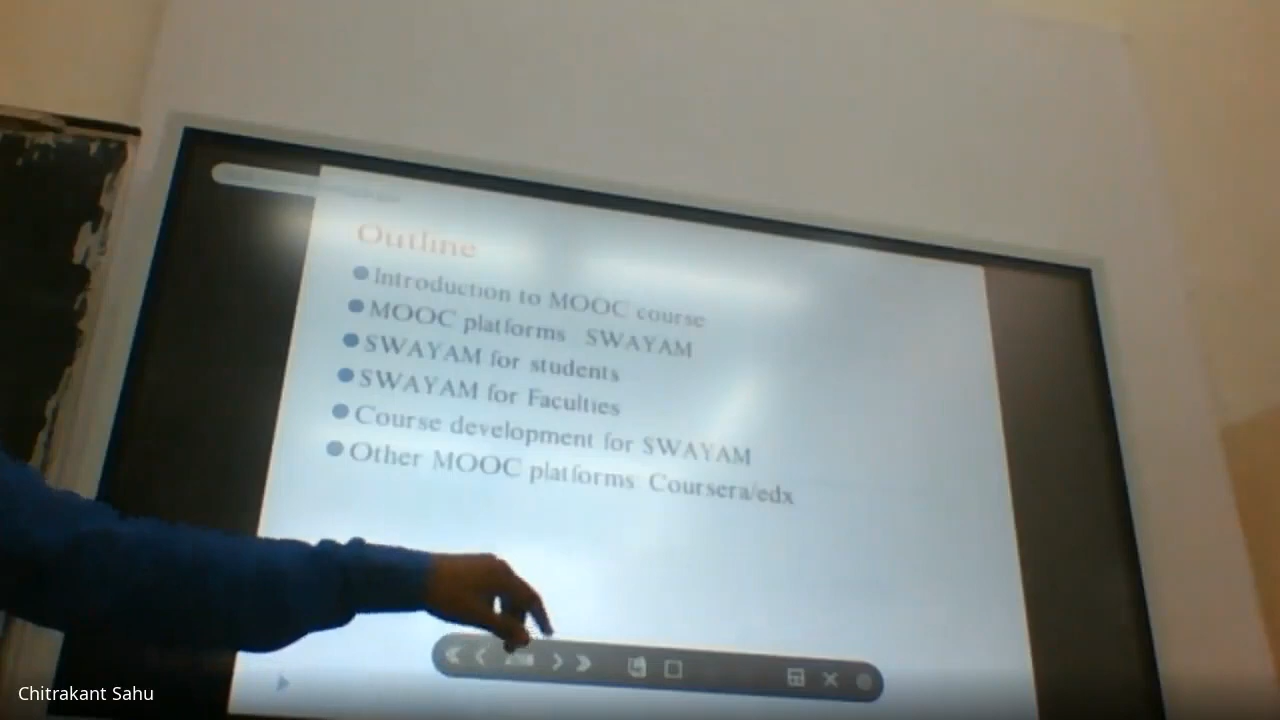 Outline
Introduction to MOOC course
MOOC platforms : SWAYAM
SWAYAM for students
SWAYAM for Faculties
Course development for SWAYAM
Other MOOC platforms: Coursera/edx
Chitrakant Sahu